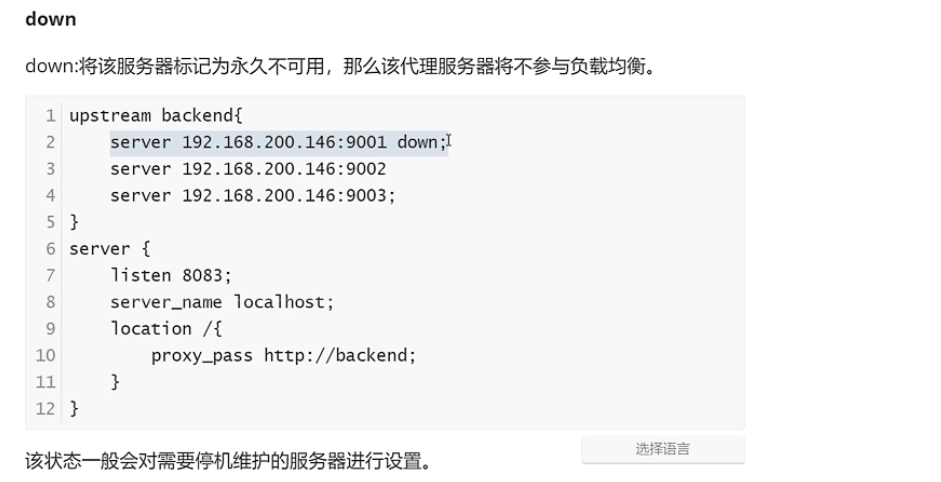 down
down:将该服务器标记为永久不可用，那么该代理服务器将不参与负载均衡。
1 upstream backend{
2     server 192.168.200.146:9001 down;
3     server 192.168.200.146:9002
4     server 192.168.200.146:9003;
5 }
6 server {
7     listen 8083;
8     server_name localhost;
9     location /{
10         proxy_pass http://backend;
11     }
12 }
选择语言
该状态一般会对需要停机维护的服务器进行设置。